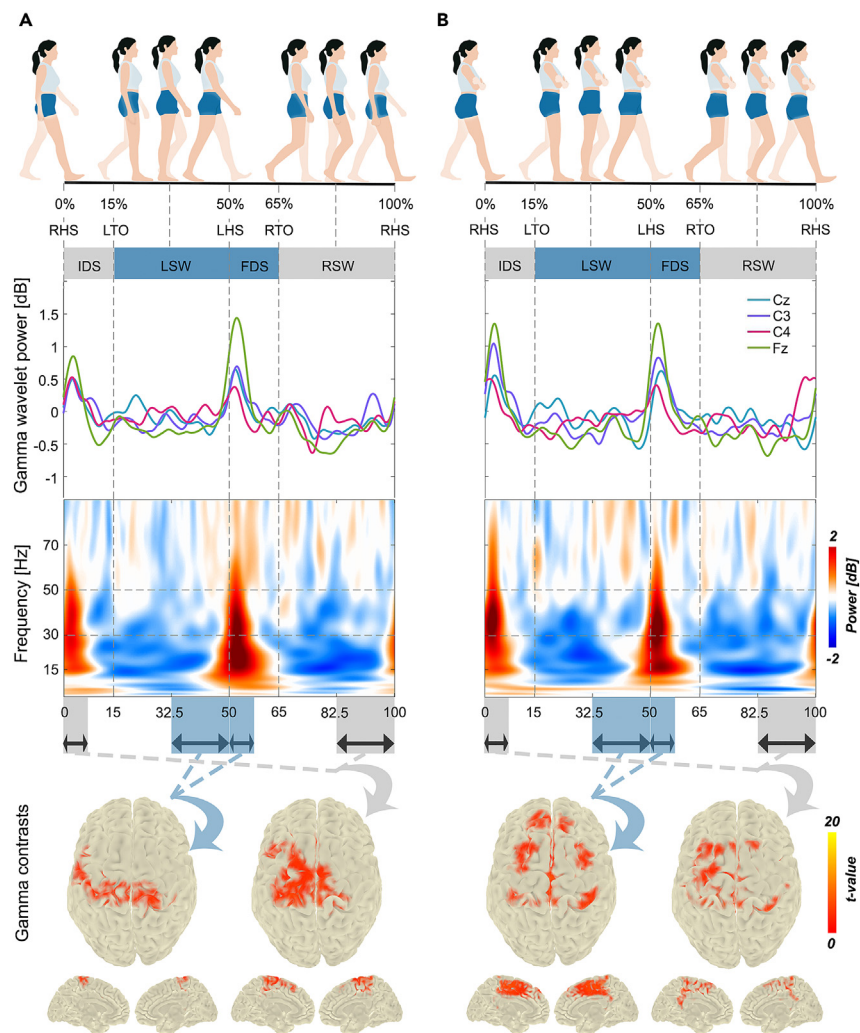 A
B
0% 15% 50% 65% 100%
RHS LTO LHS RTO RHS
0% 15% 50% 65% 100%
RHS LTO LHS RTO RHS
IDS LSW FDS RSW
IDS LSW FDS RSW
Gamma wavelet power [dB]
1.5
1
0.5
0
-0.5
-1
Cz
C3
C4
Fz
Frequency [Hz]
70
50
30
15
2
Power [dB]
-2
0 15 32.5 50 65 82.5 100
0 15 32.5 50 65 82.5 100
Gamma contrasts
20
t-value
0